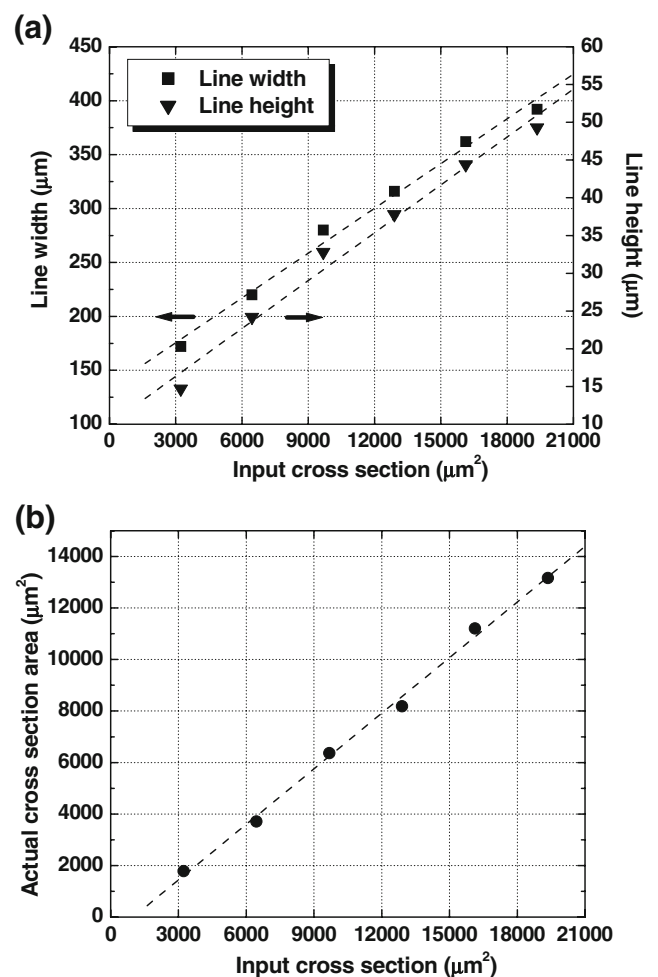 (a)
450
400
350
300
250
200
150
100
Line width (μm)
Line width
Line height
60
55
50
45
40
35
30
25
20
15
10
Line height
(μm)
0 3000 6000 9000 12000 15000 18000 21000
Input cross section (μm²)
(b)
14000
12000
10000
8000
6000
4000
2000
0
Actual cross section area (μm²)
0 3000 6000 9000 12000 15000 18000 21000
Input cross section (μm²)